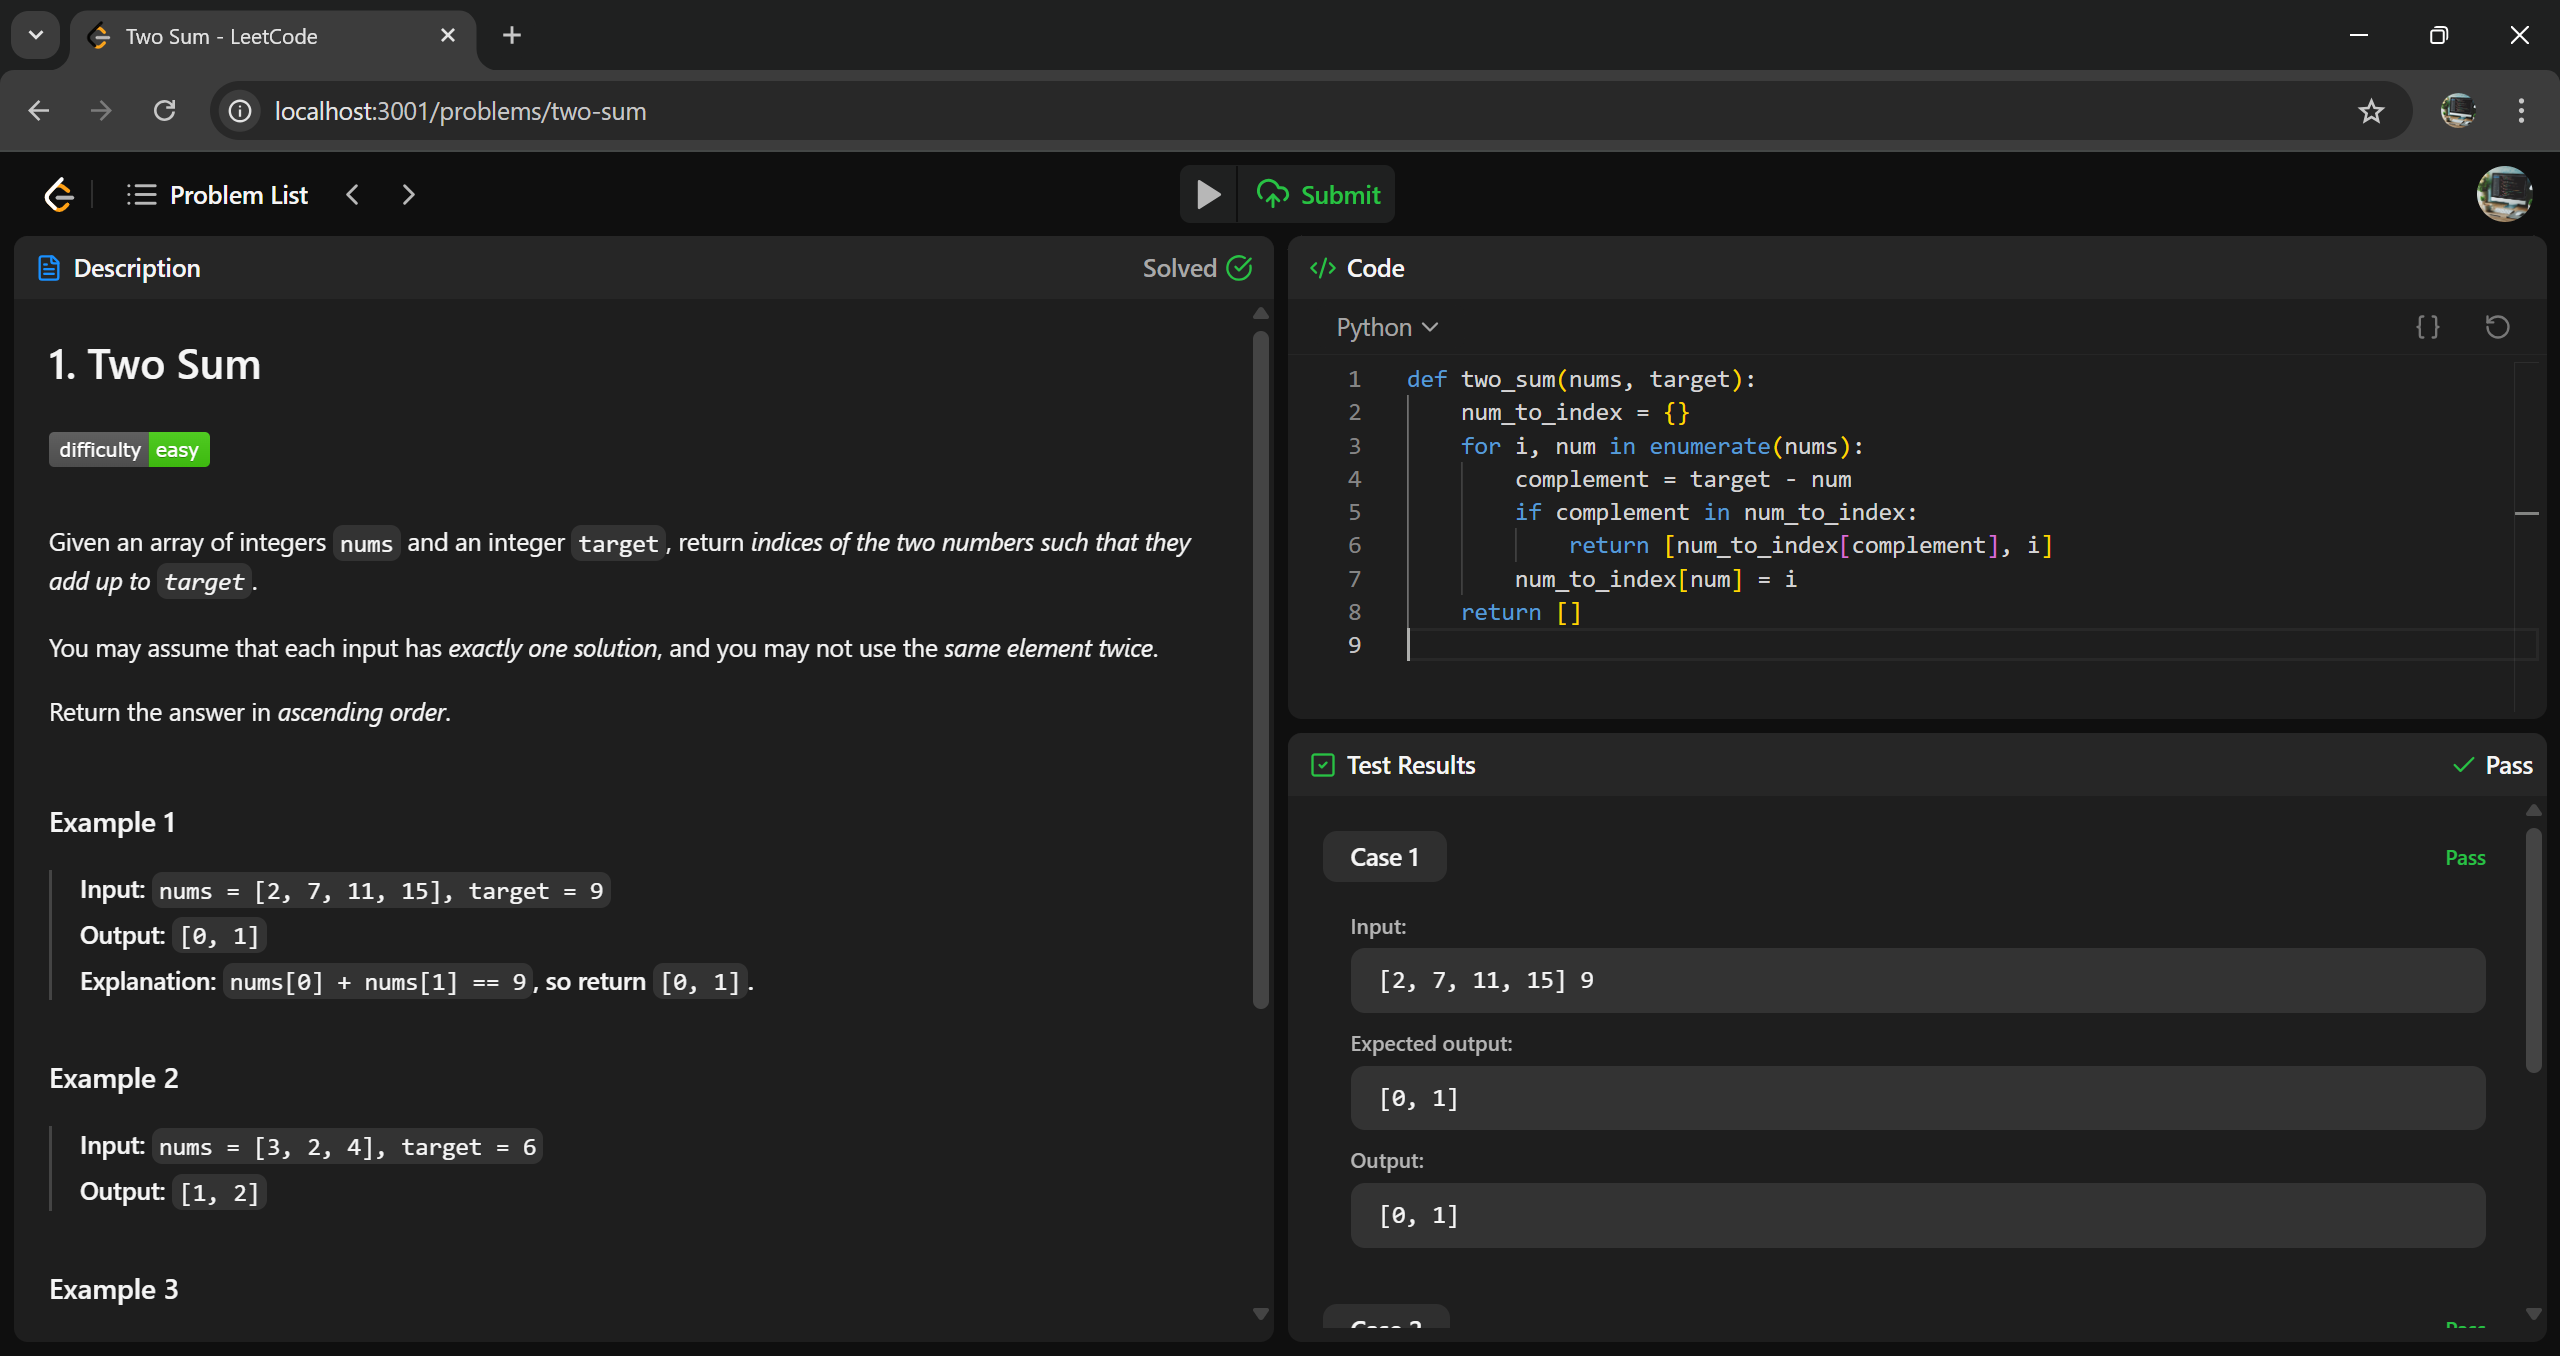 Two Sum - LeetCode
localhost:3001/problems/two-sum
Problem List
Submit
Description
Solved
1. Two Sum
difficulty easy
Given an array of integers nums and an integer target, return indices of the two numbers such that they
add up to target.
You may assume that each input has exactly one solution, and you may not use the same element twice.
Return the answer in ascending order.
Example 1
Input: nums = [2, 7, 11, 15], target = 9
Output: [0, 1]
Explanation: nums[0] + nums[1] == 9, so return [0, 1].
Example 2
Input: nums = [3, 2, 4], target = 6
Output: [1, 2]
Example 3
</> Code
Python
{}
1 def two_sum(nums, target):
2 num_to_index = {}
3 for i, num in enumerate(nums):
4 complement = target - num
5 if complement in num_to_index:
6 return [num_to_index[complement], i]
7 num_to_index[num] = i
8 return []
9
Test Results
Pass
Case 1
Pass
Input:
[2, 7, 11, 15] 9
Expected output:
[0, 1]
Output:
[0, 1]
Case 2
Pass